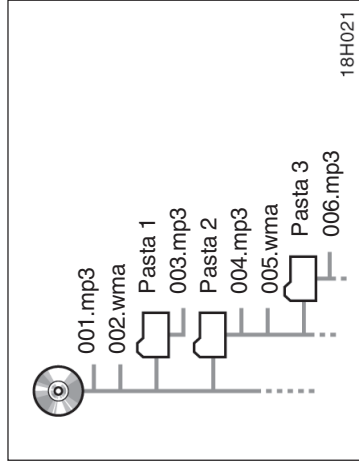 001.mp3
002.wma
Pasta 1
003.mp3
Pasta 2
004.mp3
005.wma
Pasta 3
006.mp3
18H021